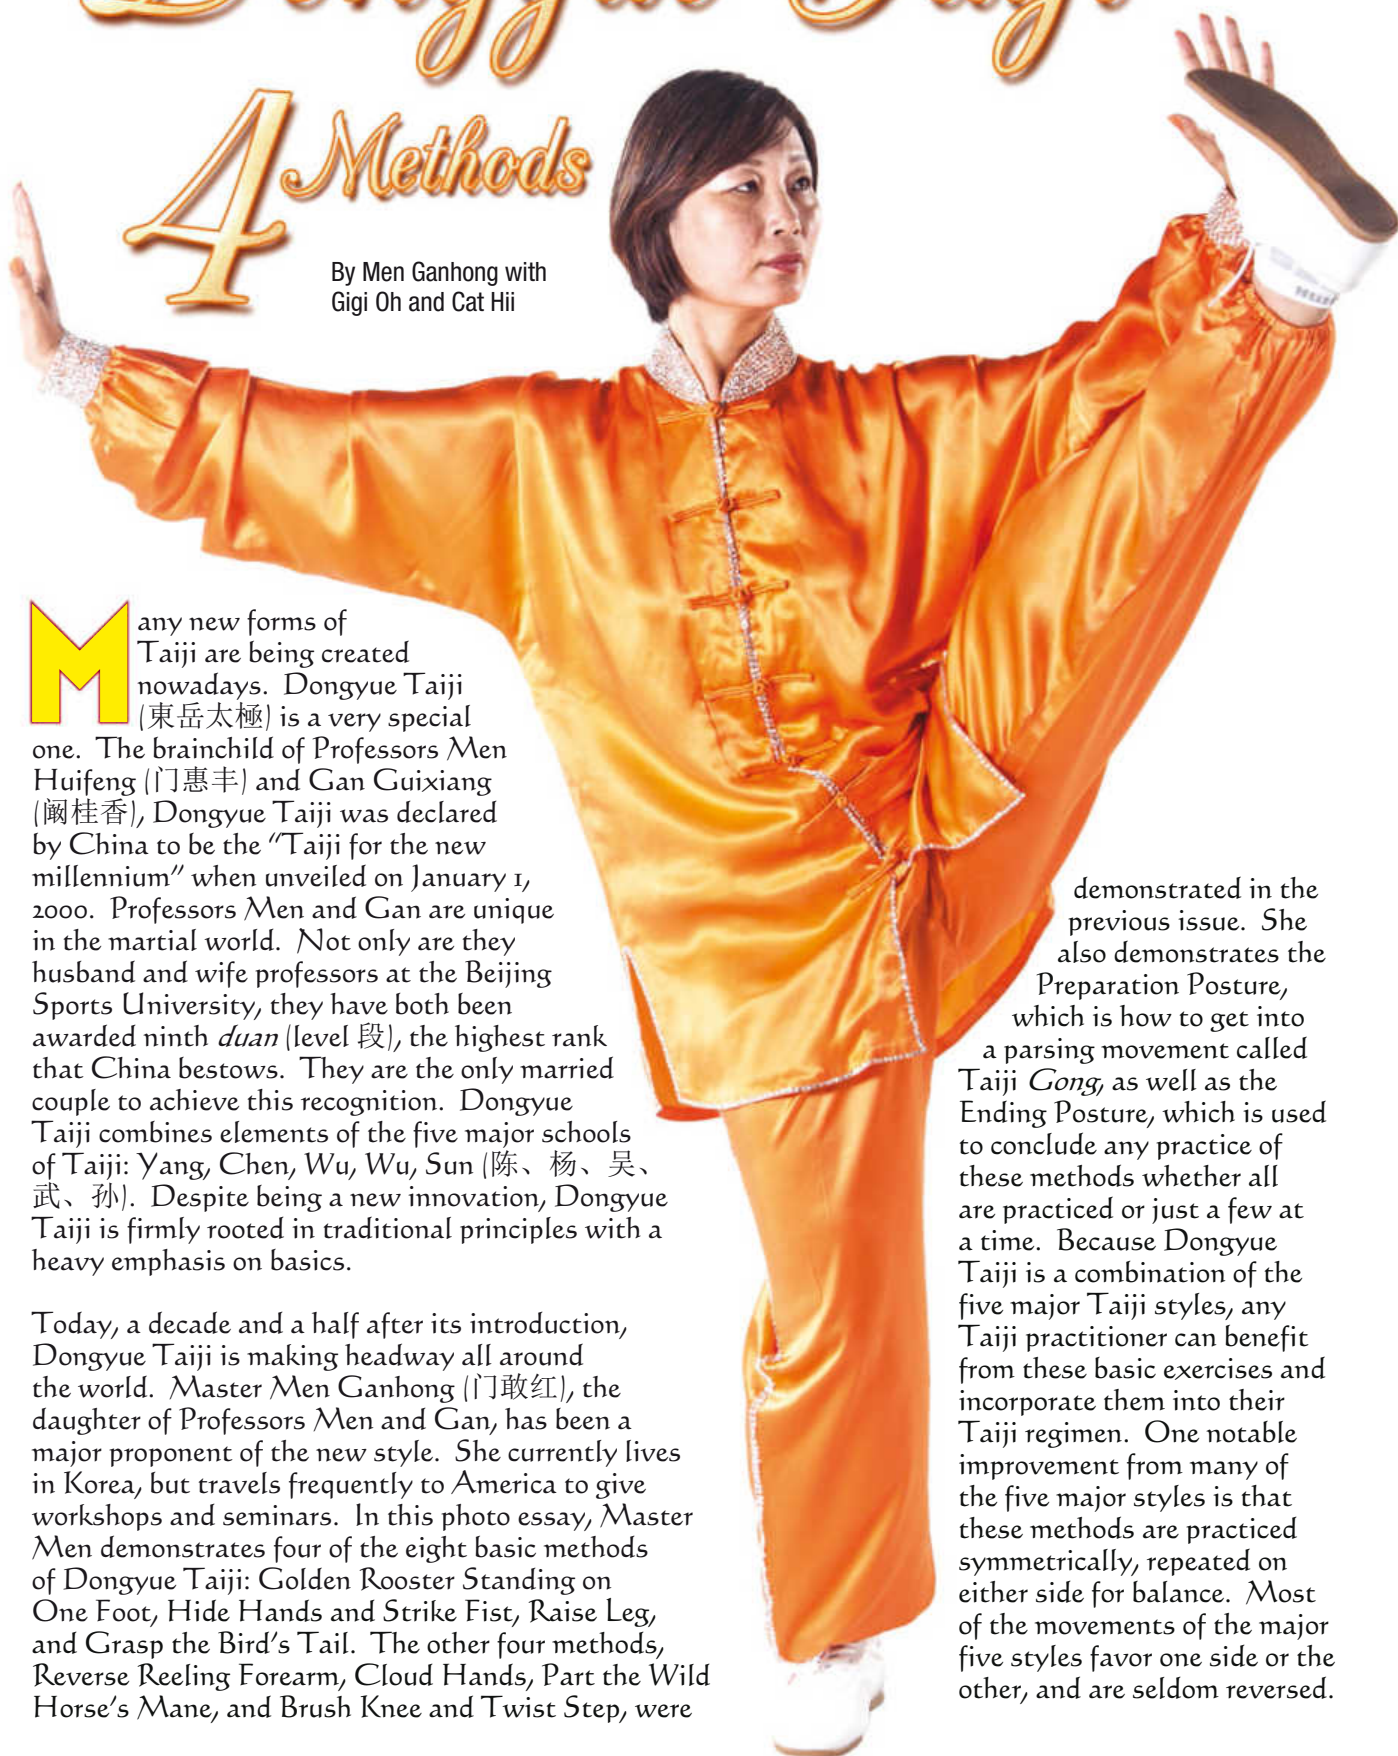 4 Methods
By Men Ganhong with
Gigi Oh and Cat Hii
Many new forms of
Taiji are being created
nowadays. Dongyue Taiji
(東岳太極) is a very special
one. The brainchild of Professors Men
Huifeng (门惠丰) and Gan Guixiang
(阚桂香), Dongyue Taiji was declared
by China to be the "Taiji for the new
millennium" when unveiled on January 1,
2000. Professors Men and Gan are unique
in the martial world. Not only are they
husband and wife professors at the Beijing
Sports University, they have both been
awarded ninth duan (level 段), the highest rank
that China bestows. They are the only married
couple to achieve this recognition. Dongyue
Taiji combines elements of the five major schools
of Taiji: Yang, Chen, Wu, Wu, Sun (陈、杨、吴、
武、孙). Despite being a new innovation, Dongyue
Taiji is firmly rooted in traditional principles with a
heavy emphasis on basics.
Today, a decade and a half after its introduction,
Dongyue Taiji is making headway all around
the world. Master Men Ganhong (门敢红), the
daughter of Professors Men and Gan, has been a
major proponent of the new style. She currently lives
in Korea, but travels frequently to America to give
workshops and seminars. In this photo essay, Master
Men demonstrates four of the eight basic methods
of Dongyue Taiji: Golden Rooster Standing on
One Foot, Hide Hands and Strike Fist, Raise Leg,
and Grasp the Bird's Tail. The other four methods,
Reverse Reeling Forearm, Cloud Hands, Part the Wild
Horse's Mane, and Brush Knee and Twist Step, were
demonstrated in the
previous issue. She
also demonstrates the
Preparation Posture,
which is how to get into
a parsing movement called
Taiji Gong, as well as the
Ending Posture, which is used
to conclude any practice of
these methods whether all
are practiced or just a few at
a time. Because Dongyue
Taiji is a combination of the
five major Taiji styles, any
Taiji practitioner can benefit
from these basic exercises and
incorporate them into their
Taiji regimen. One notable
improvement from many of
the five major styles is that
these methods are practiced
symmetrically, repeated on
either side for balance. Most
of the movements of the major
five styles favor one side or the
other, and are seldom reversed.